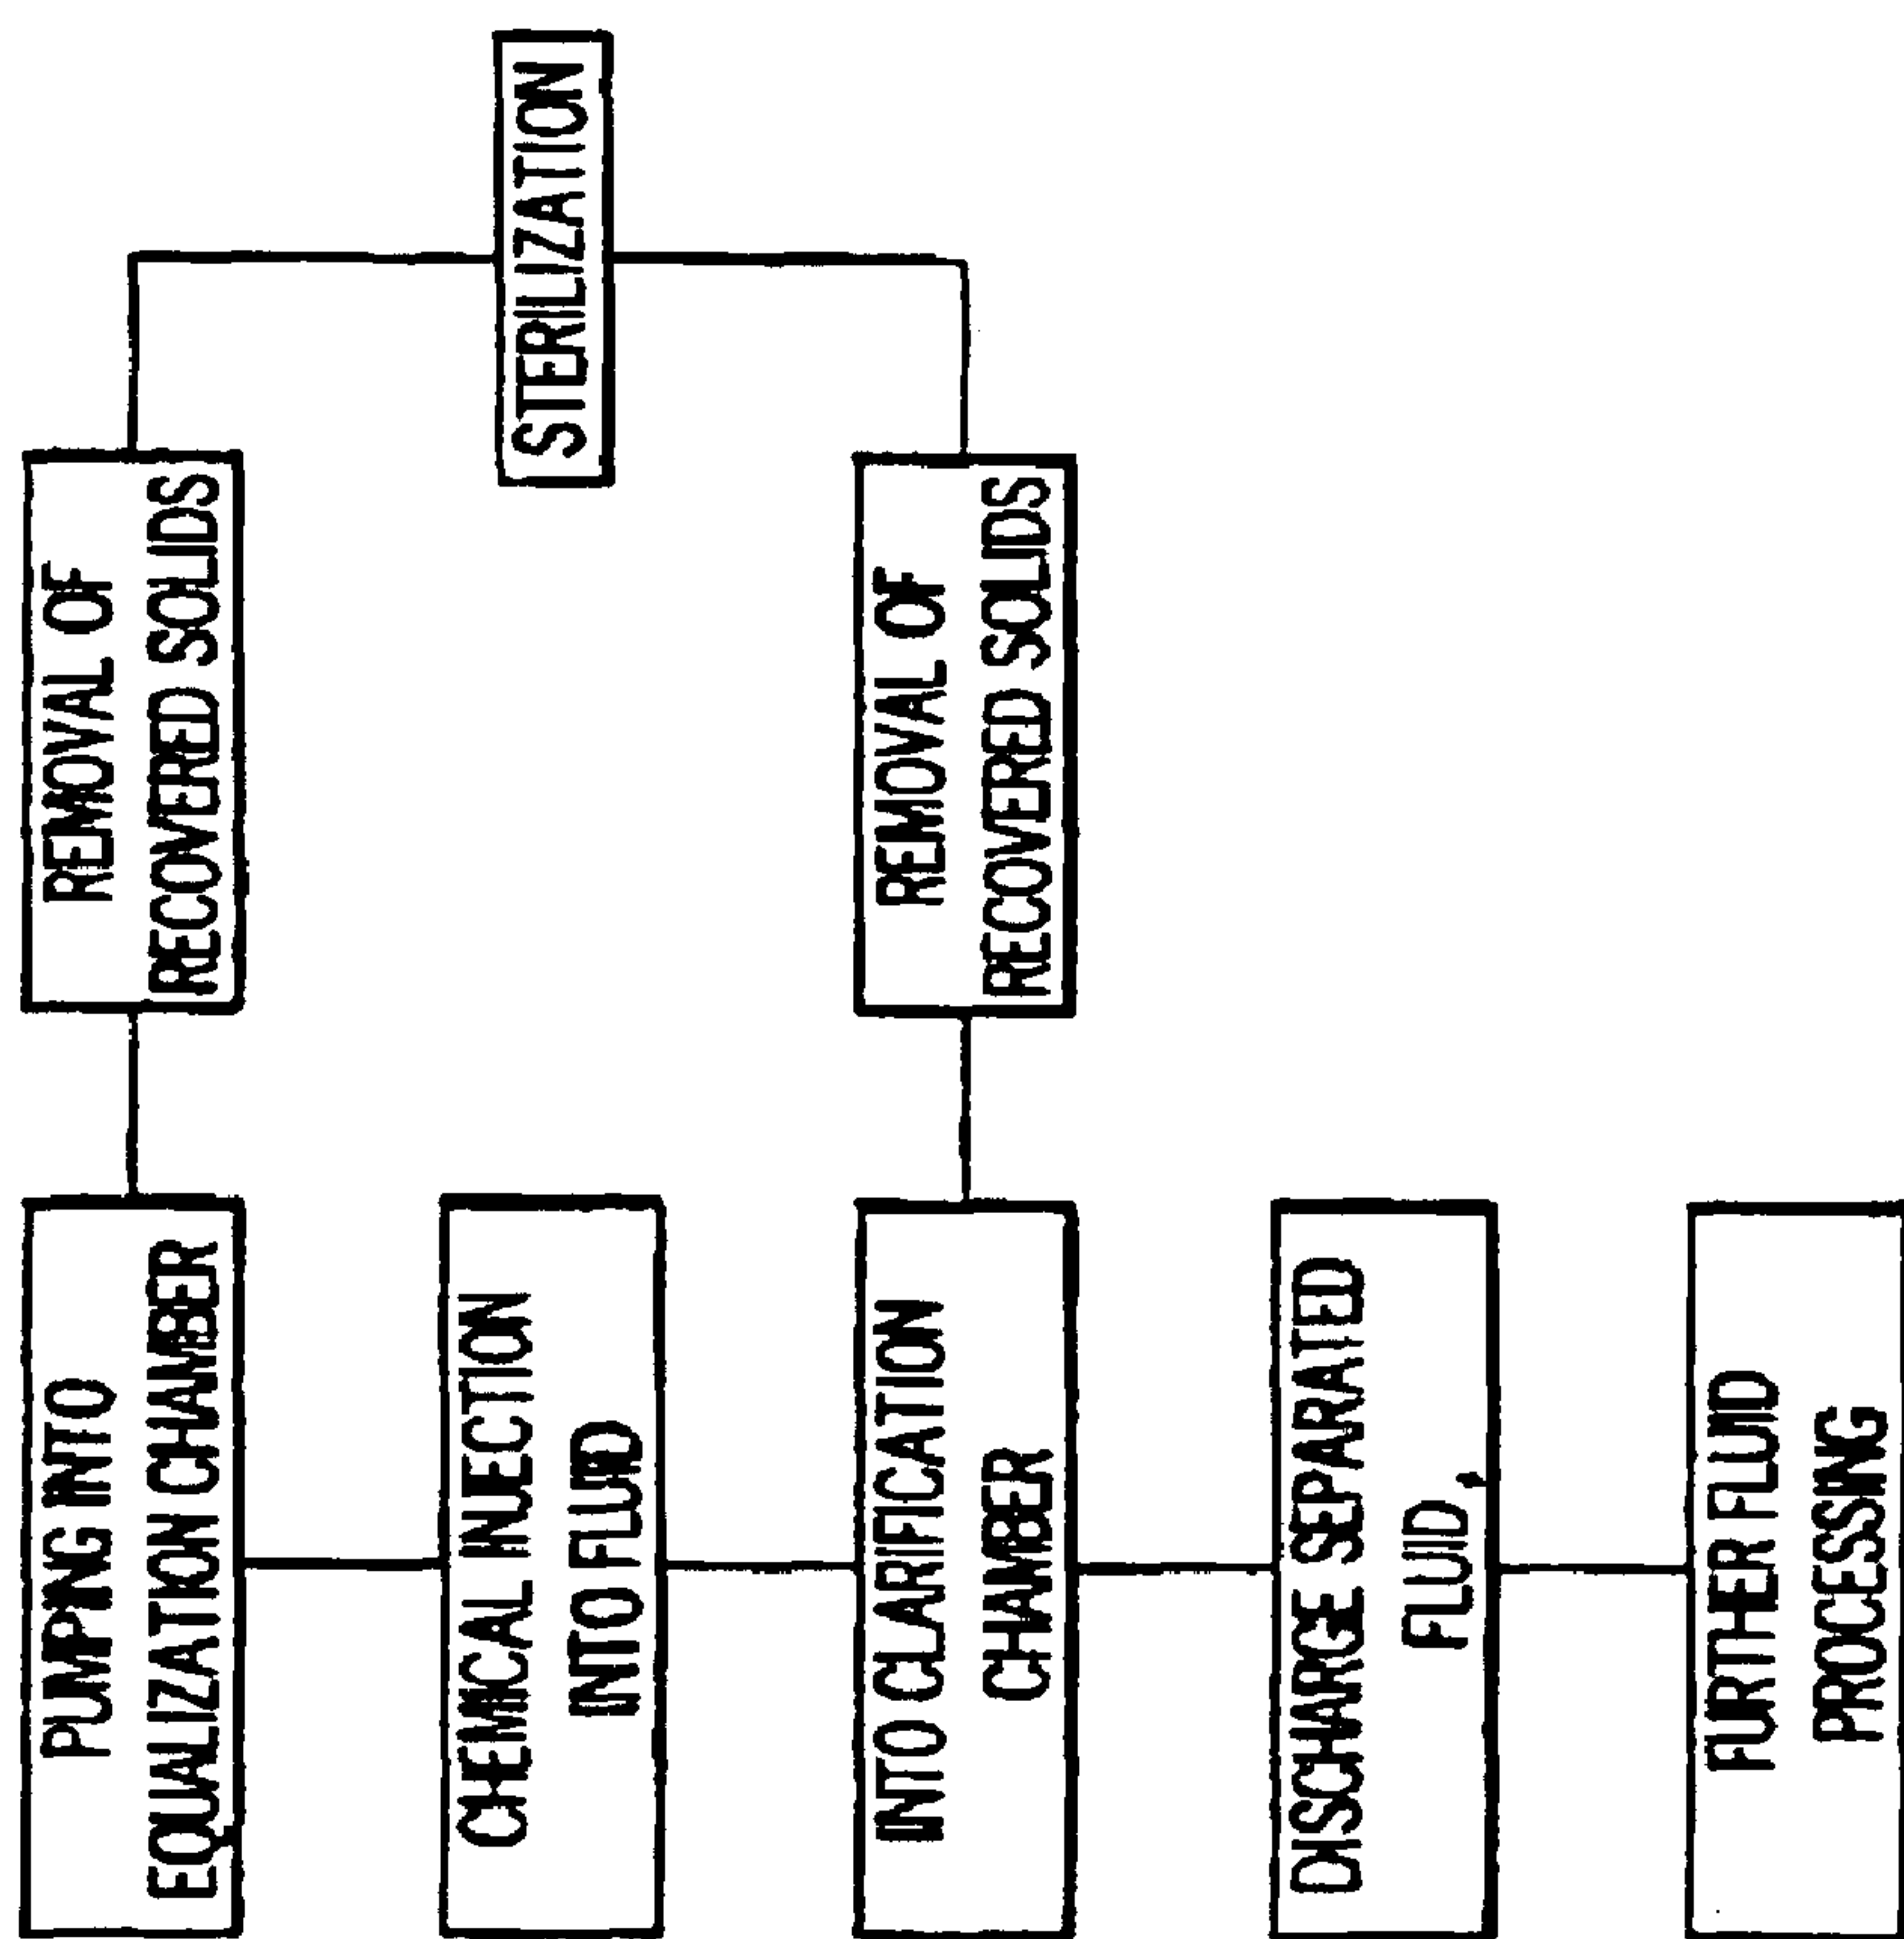 PUMPING INTO
EQUALIZATION CHAMBER
REMOVAL OF
RECOVERED SOLIDS
STERILIZATION
CHEMICAL INJECTION
INTO FLUID
INTO CLARIFICATION
CHAMBER
REMOVAL OF
RECOVERED SOLIDS
DISCHARGE SEPARATED
FLUID,
FURTHER FLUID
PROCESSING